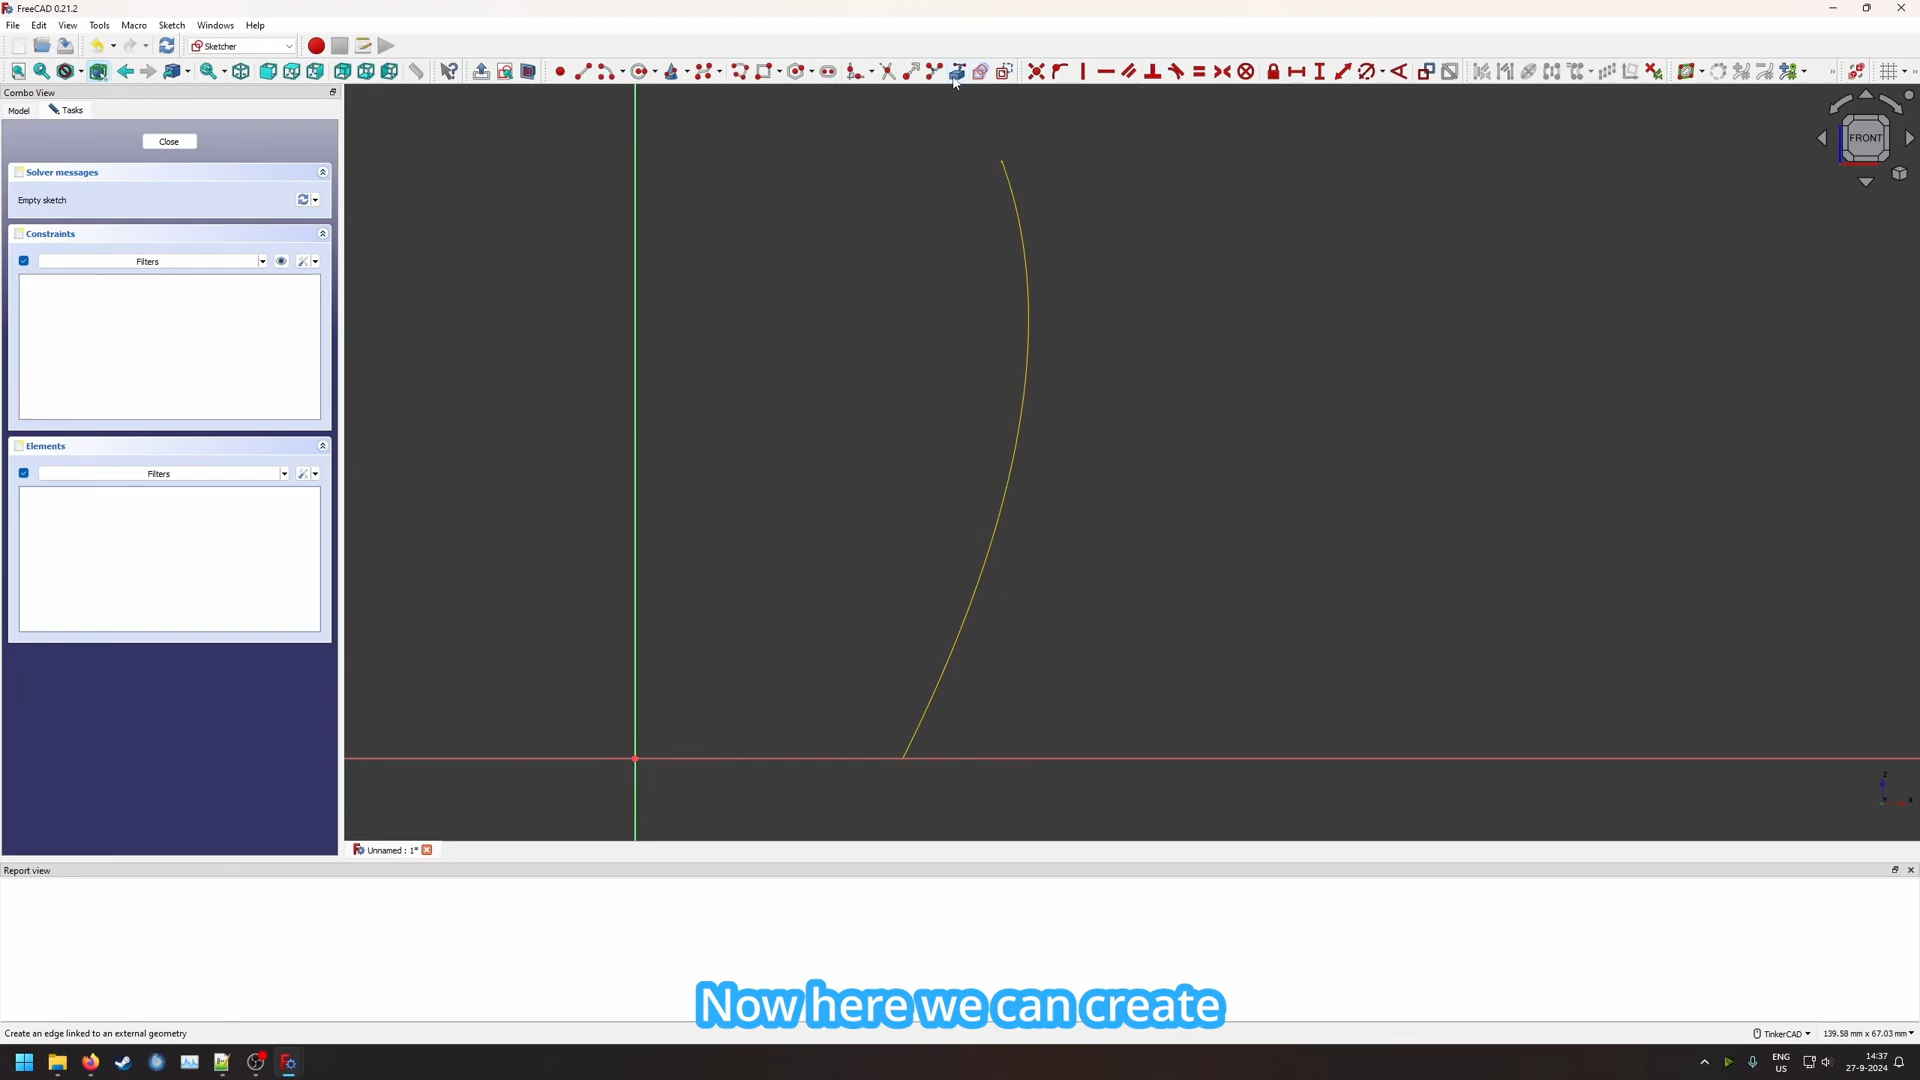 FreeCAD 0.21.2
File Edit View Tools Macro Sketch Windows Help
Sketcher
Combo View
Model Tasks
Close
Solver messages
Empty sketch
Constraints
Filters
Elements
Filters
FRONT
Z
X
Unnamed : 1*
Report view
Now here we can create
Create an edge linked to an external geometry
TinkerCAD 139.58 mm x 67.03 mm
ENG
US
14:37
27-9-2024